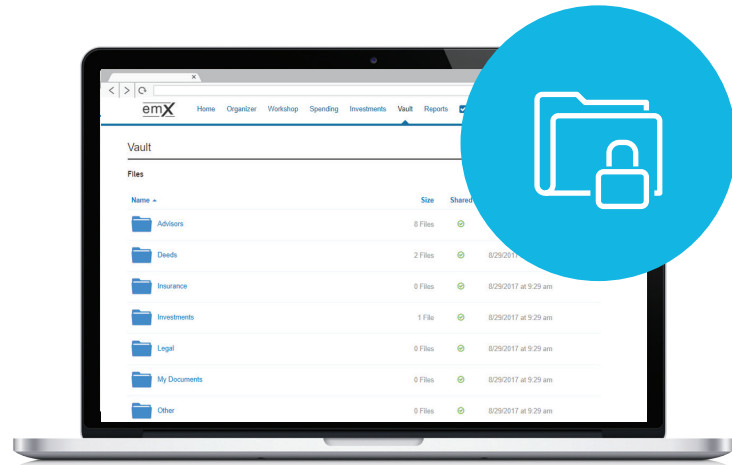 x
emX Home Organizer Workshop Spending Investments Vault Reports
Vault
Files
Name Size Shared
Advisors 8 Files
Deeds 2 Files 8/29/2017
Insurance 0 Files 8/29/2017 at 9:29 am
Investments 1 File 8/29/2017 at 9:29 am
Legal 0 Files 8/29/2017 at 9:29 am
My Documents 0 Files 8/29/2017 at 9:29 am
Other 0 Files 8/29/2017 at 9:29 am